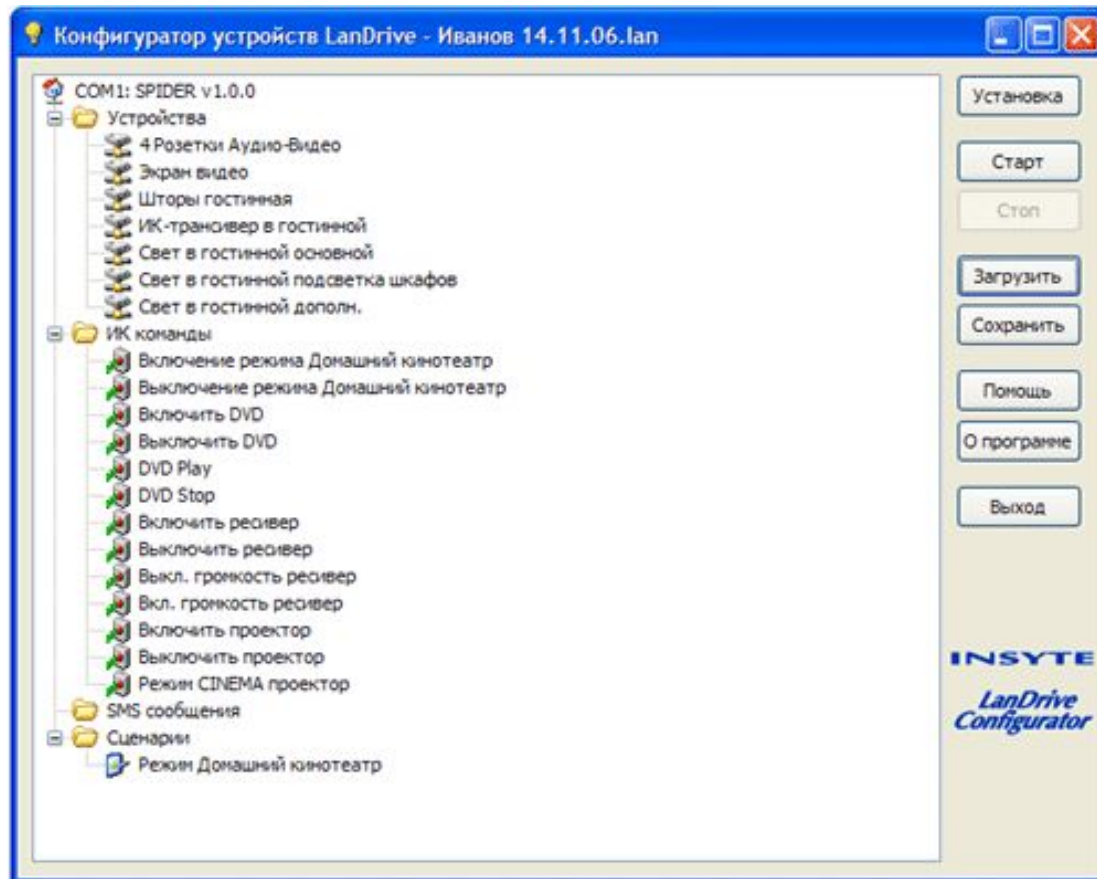 Конфигуратор устройств LanDrive - Иванов 14.11.06.lan
COM1: SPIDER v1.0.0
Устройства
4 Розетки Аудио-Видео
Экран видео
Шторы гостинная
ИК-трансивер в гостинной
Свет в гостинной основной
Свет в гостинной подсветка шкафов
Свет в гостинной дополн.
ИК команды
Включение режима Домашний кинотеатр
Выключение режима Домашний кинотеатр
Включить DVD
Выключить DVD
DVD Play
DVD Stop
Включить ресивер
Выключить ресивер
Выкл. громкость ресивер
Вкл. громкость ресивер
Включить проектор
Выключить проектор
Режим CINEMA проектор
SMS сообщения
Сценарии
Режим Домашний кинотеатр
Установка
Старт
Стоп
Загрузить
Сохранить
Помощь
О программе
Выход
INSYTE
LanDrive
Configurator